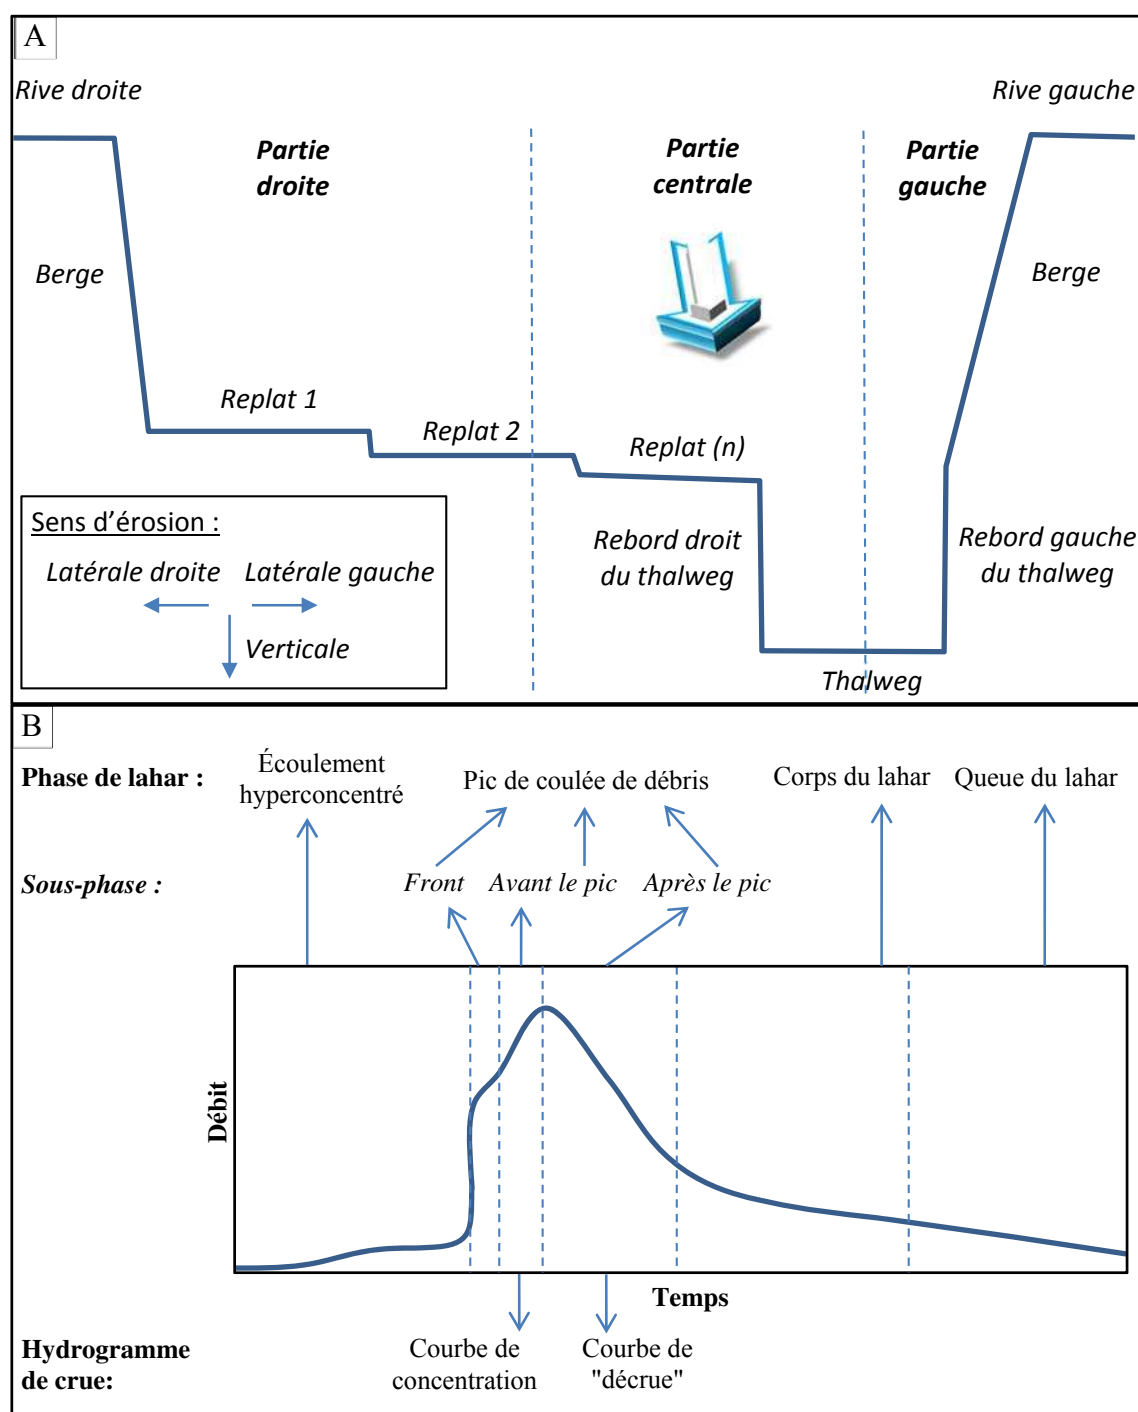 A
Rive droite
Rive gauche
Partie
droite
Partie
centrale
Partie
gauche
Berge
Berge
Replat 1
Replat 2
Replat (n)
Sens d’érosion :
Latérale droite
Latérale gauche
Verticale
Rebord droit
du thalweg
Rebord gauche
du thalweg
Thalweg
B
Phase de lahar :
Écoulement
hyperconcentré
Pic de coulée de débris
Corps du lahar
Queue du lahar
Sous-phase :
Front
Avant le pic
Après le pic
Débit
Temps
Hydrogramme
de crue:
Courbe de
concentration
Courbe de
"décrue"